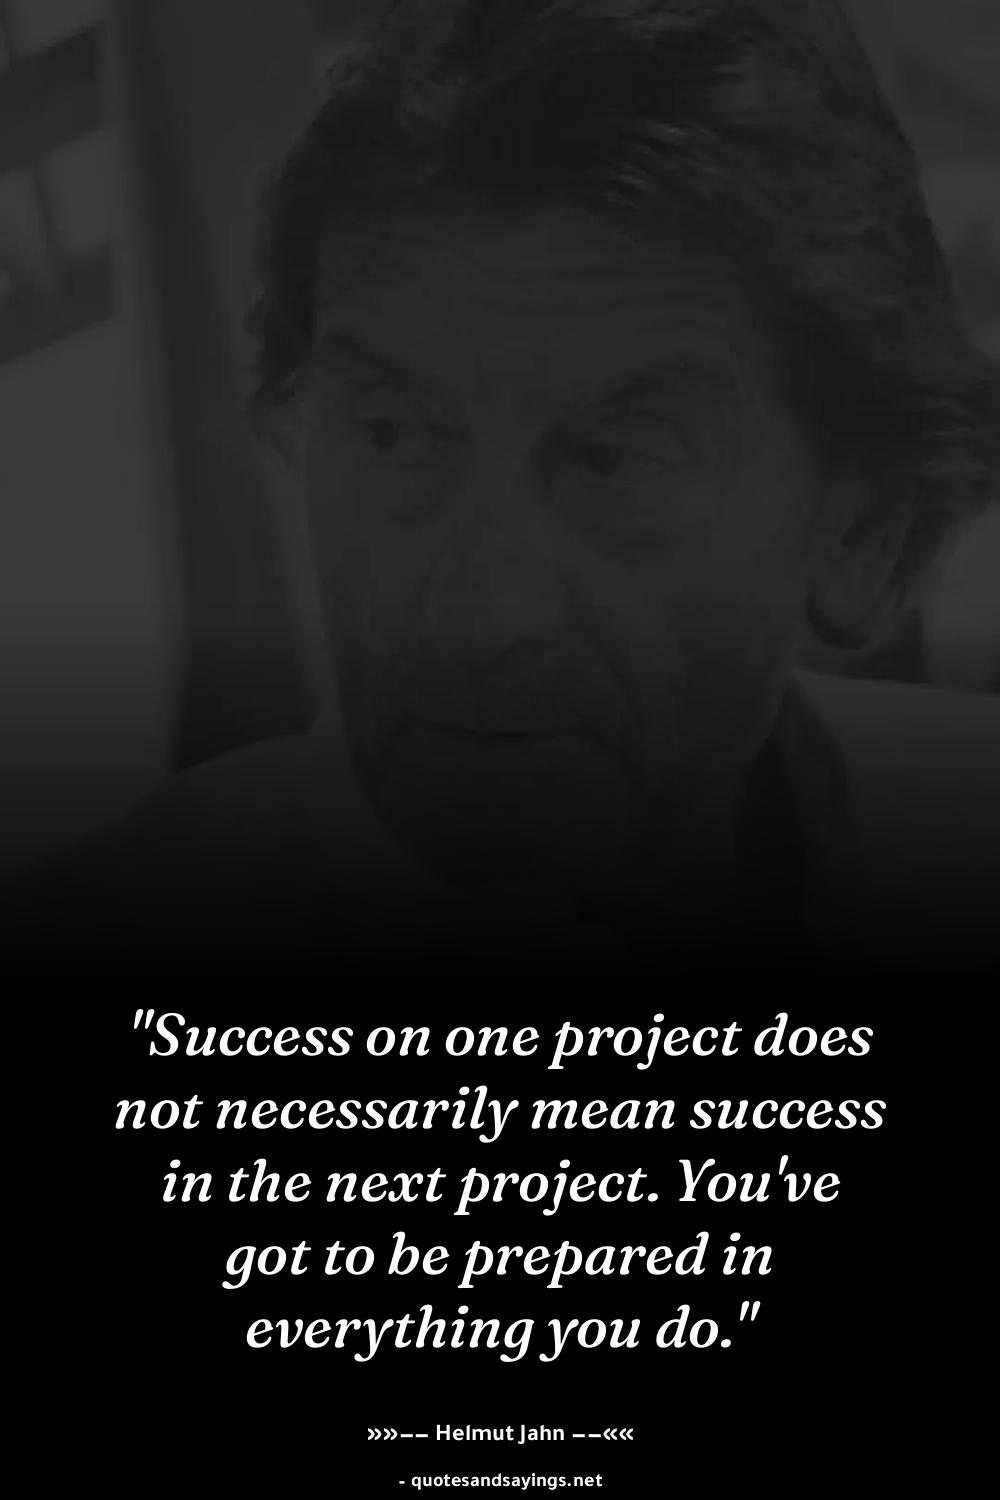 "Success on one project does
not necessarily mean success
in the next project. You've
got to be prepared in
everything you do."
»»–– Helmut Jahn ––««
- quotesandsayings.net